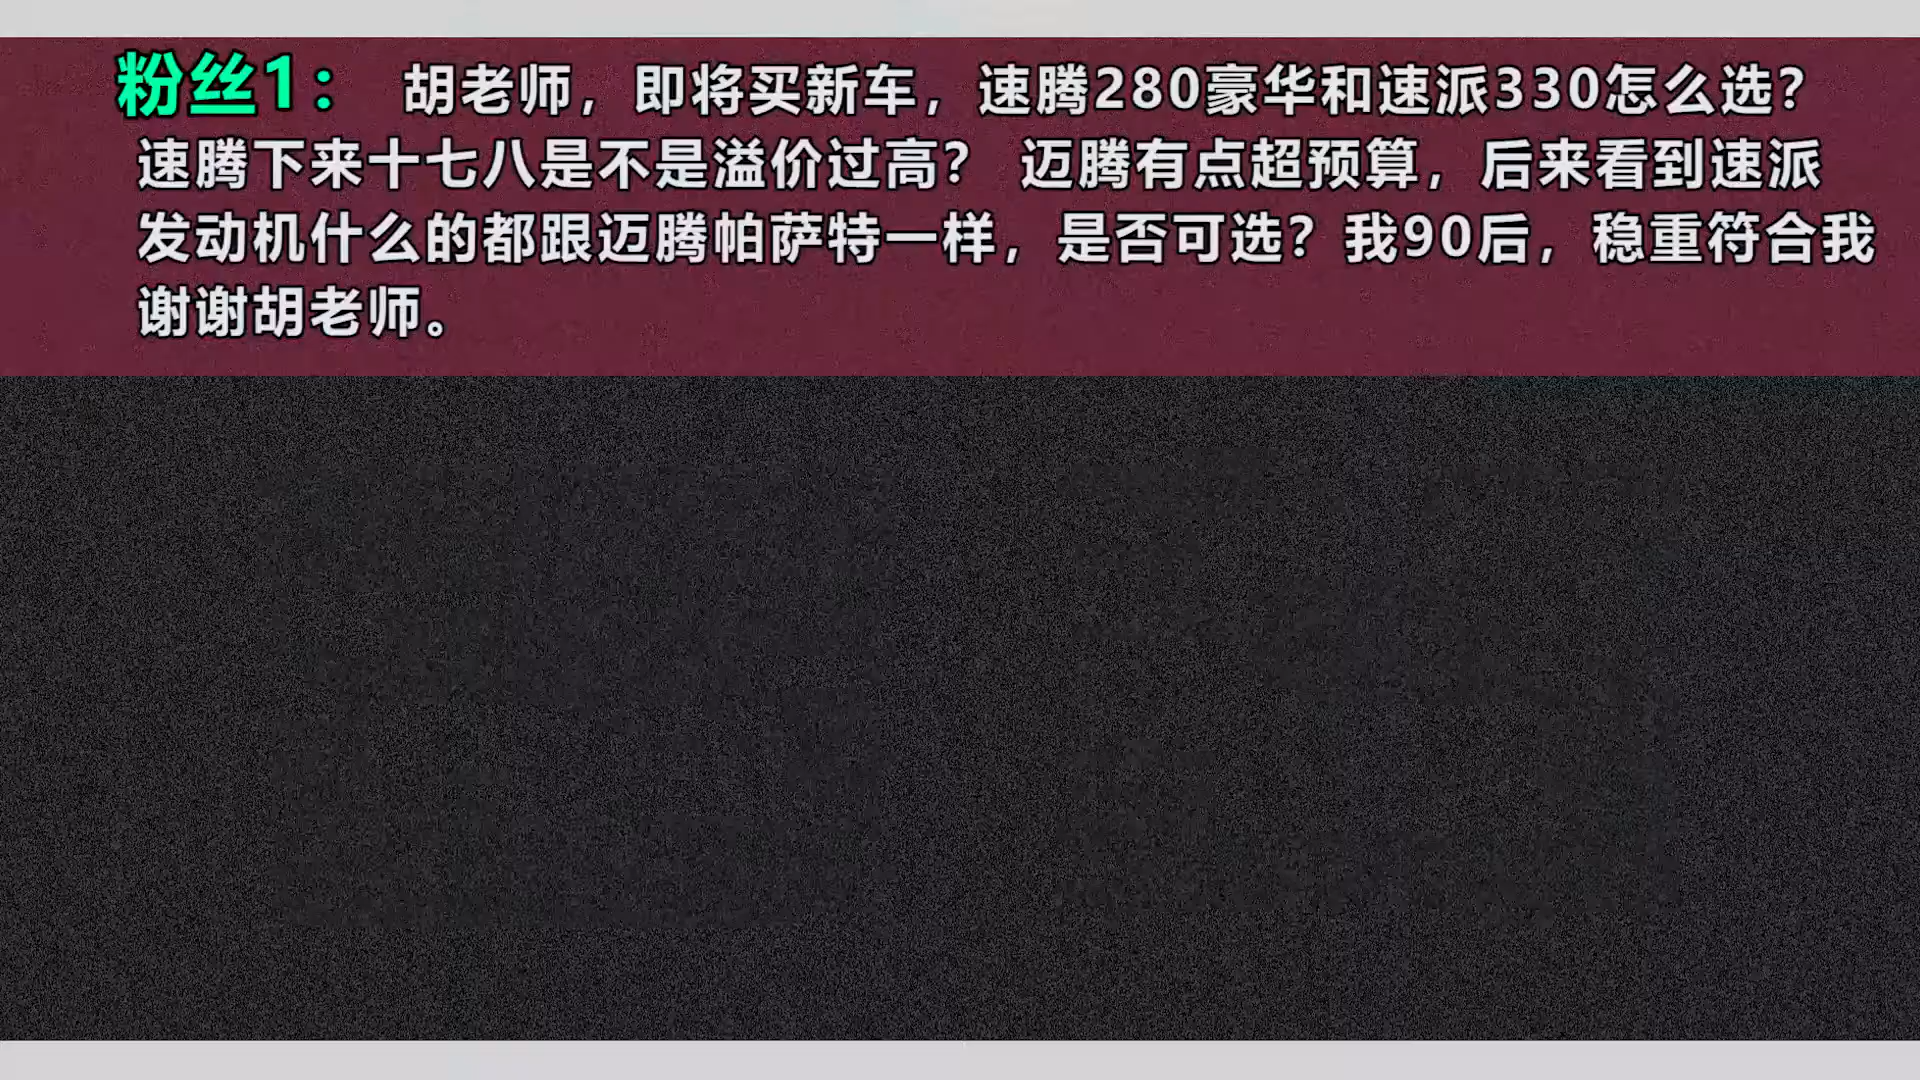 粉丝1： 胡老师，即将买新车，速腾280豪华和速派330怎么选？
速腾下来十七八是不是溢价过高？ 迈腾有点超预算，后来看到速派
发动机什么的都跟迈腾帕萨特一样，是否可选？我90后，稳重符合我
谢谢胡老师。